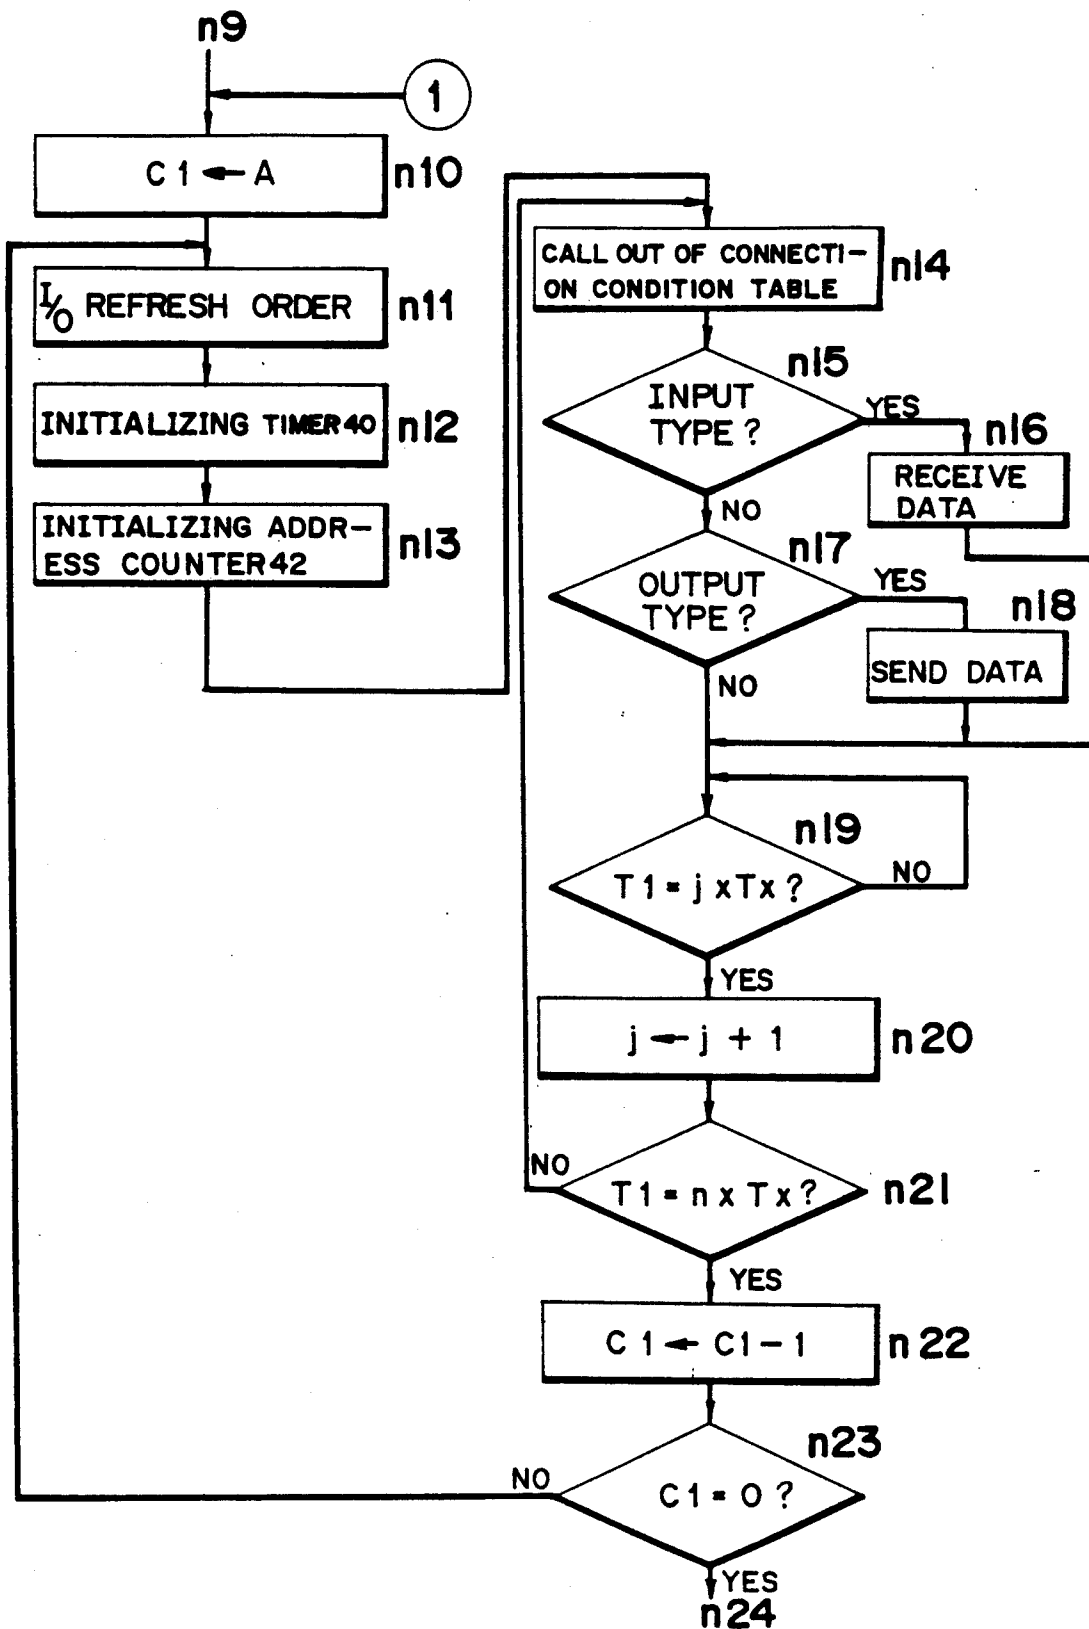 n9
1
C1 ← A
n10
I/O REFRESH ORDER
n11
INITIALIZING TIMER40
n12
INITIALIZING ADDR-
ESS COUNTER42
n13
CALL OUT OF CONNECTI-
ON CONDITION TABLE
n14
n15
INPUT
TYPE?
YES
n16
RECEIVE
DATA
NO
n17
OUTPUT
TYPE?
YES
n18
SEND DATA
NO
n19
T1=jxTx?
NO
YES
j ← j + 1
n20
NO
T1=nxTx?
n21
YES
C1 ← C1-1
n22
n23
NO
C1=0?
YES
n24